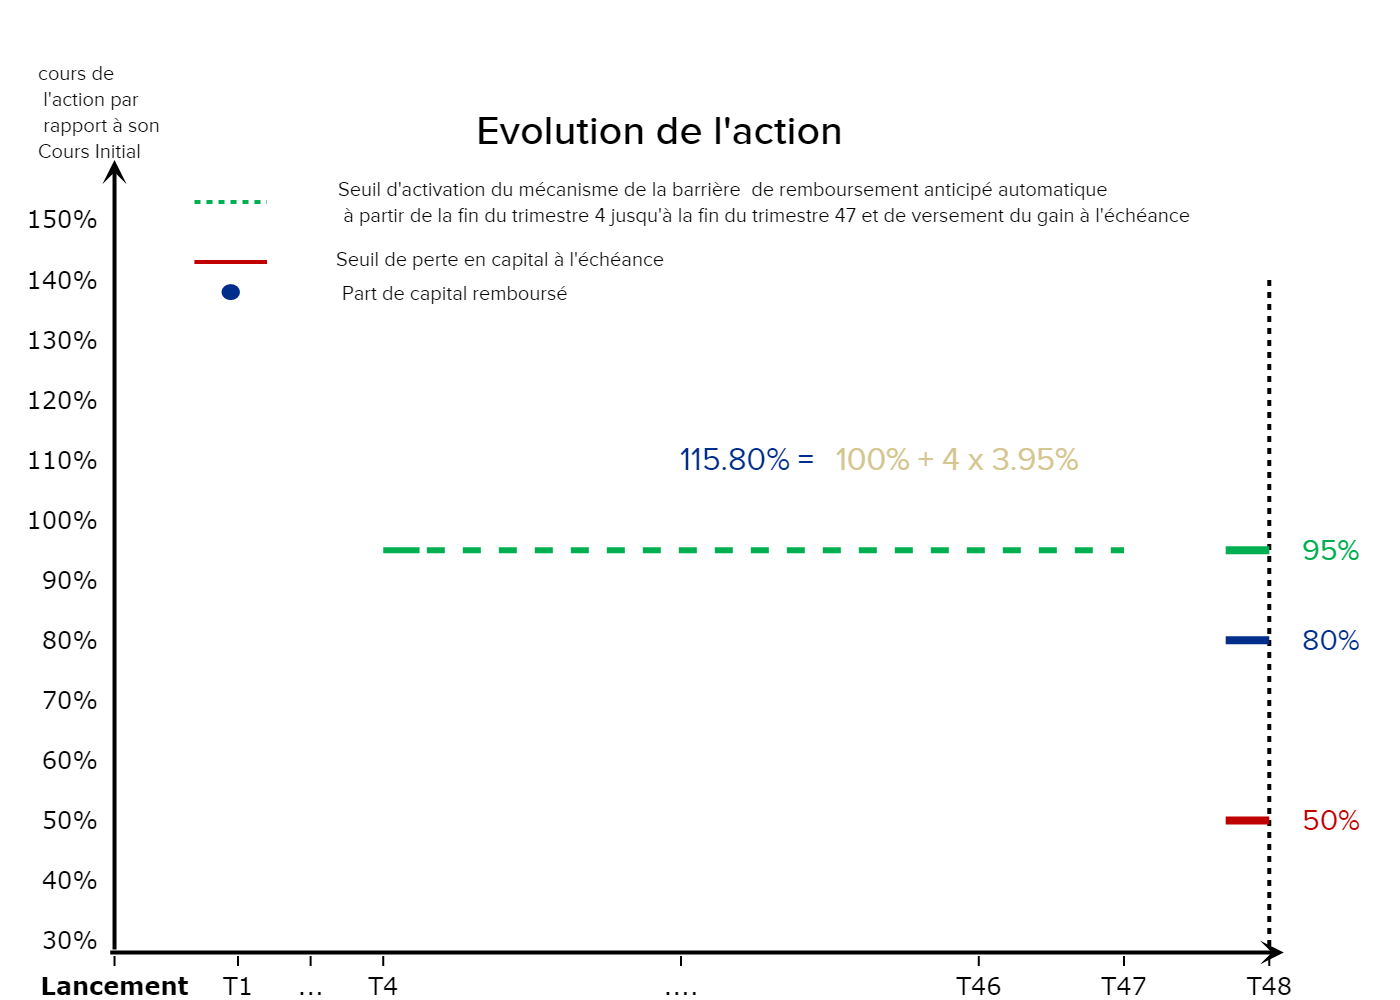 cours de
l'action par
rapport à son
Cours Initial
Evolution de l'action
Seuil d'activation du mécanisme de la barrière de remboursement anticipé automatique
à partir de la fin du trimestre 4 jusqu'à la fin du trimestre 47 et de versement du gain à l'échéance
Seuil de perte en capital à l'échéance
Part de capital remboursé
150%
140%
130%
120%
110%
100%
90%
80%
70%
60%
50%
40%
30%
115.80% = 100% + 4 x 3.95%
95%
80%
50%
Lancement T1 ... T4 .... T46 T47 T48